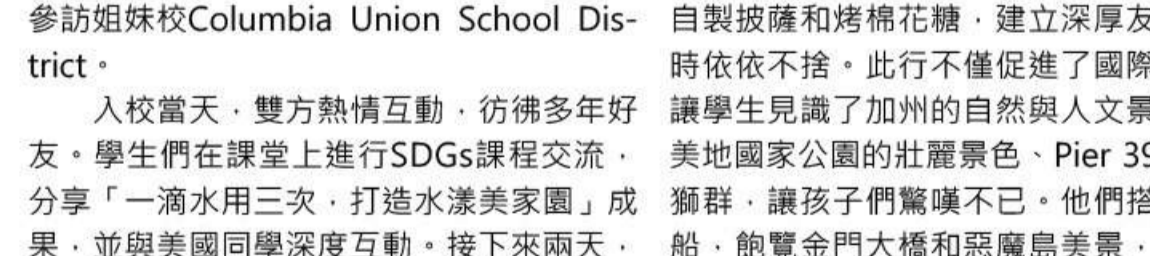 參訪姐妹校Columbia Union School Dis-
trict。
入校當天，雙方熱情互動，彷彿多年好
友。學生們在課堂上進行SDGs課程交流，
分享「一滴水用三次，打造水漾美家園」成
果，並與美國同學深度互動。接下來兩天，
自製披薩和烤棉花糖，建立深厚友
時依依不捨。此行不僅促進了國際
讓學生見識了加州的自然與人文景
美地國家公園的壯麗景色、Pier 39
獅群，讓孩子們驚嘆不已。他們搭
船，飽覽金門大橋和惡魔島美景，